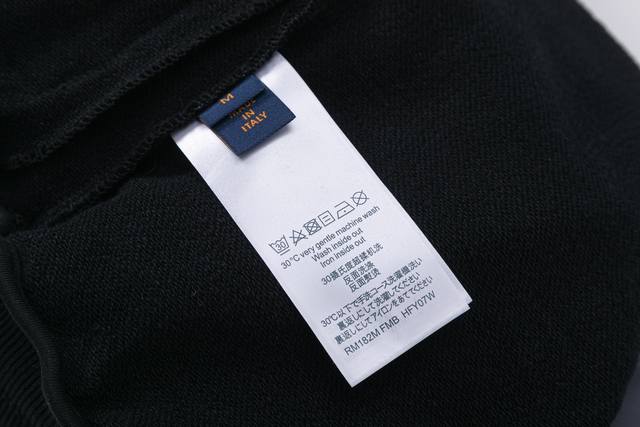 M
MADE
IN
ITALY
30
30°C very gentle machine wash
Wash inside out
Iron inside out
30摄氏度超柔机洗
反面洗涤
反面熨烫
30℃以下で手洗コース洗濯機洗い
裏返しにして洗濯してください
裏返しにしてアイロンをあててください
RM182M FMB HFY07W